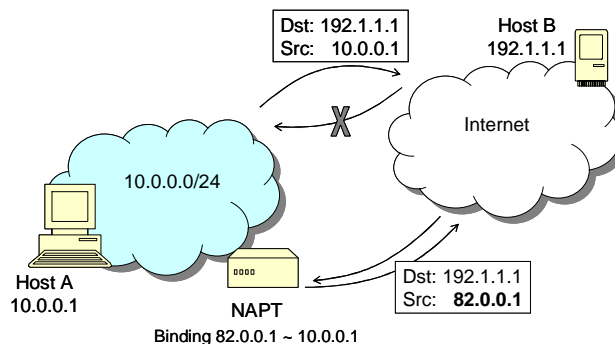 Dst: 192.1.1.1
Src: 10.0.0.1
Host B
192.1.1.1
X
Internet
10.0.0.0/24
Host A
10.0.0.1
NAPT
Binding 82.0.0.1 ~ 10.0.0.1
Dst: 192.1.1.1
Src: 82.0.0.1